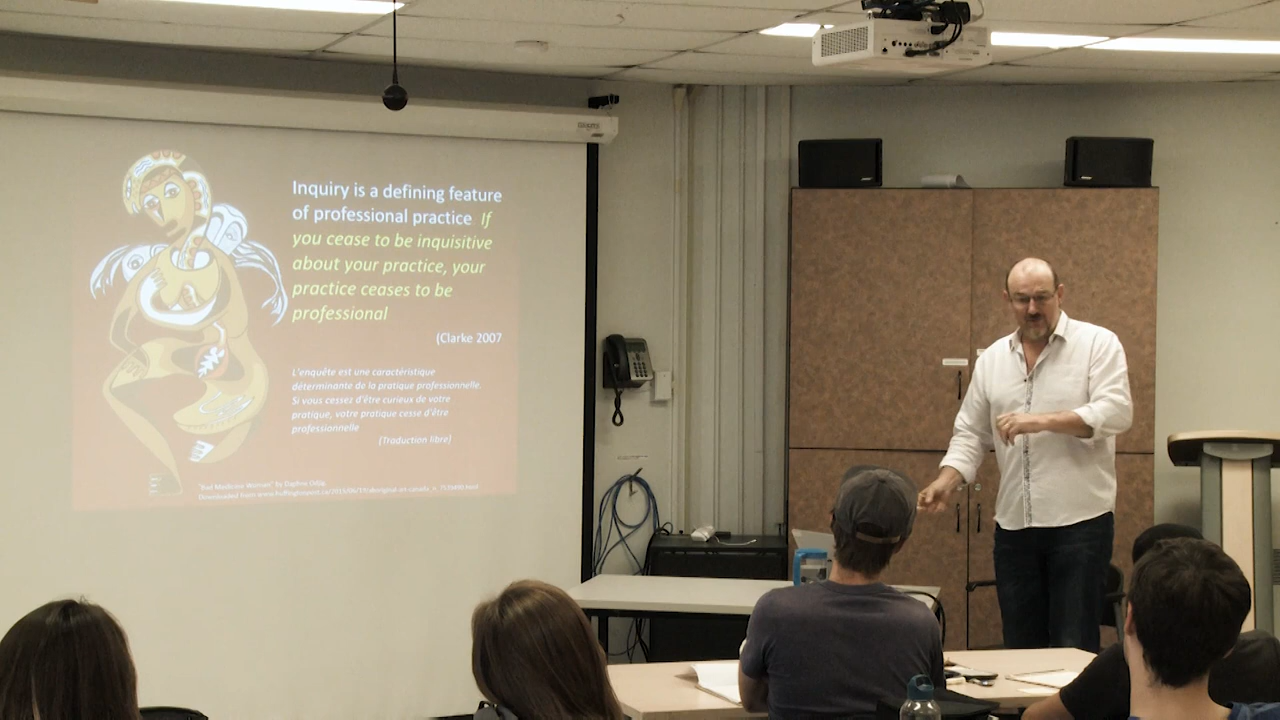 Inquiry is a defining feature
of professional practice If
you cease to be inquisitive
about your practice, your
practice ceases to be
professional
(Clarke 2007
L'enquête est une caractéristique
déterminante de la pratique professionnelle.
Si vous cessez d'être curieux de votre
pratique, votre pratique cesse d'être
professionnelle
(Traduction libre)
Medicine Woman" by Daphne Odjig
Downloaded from